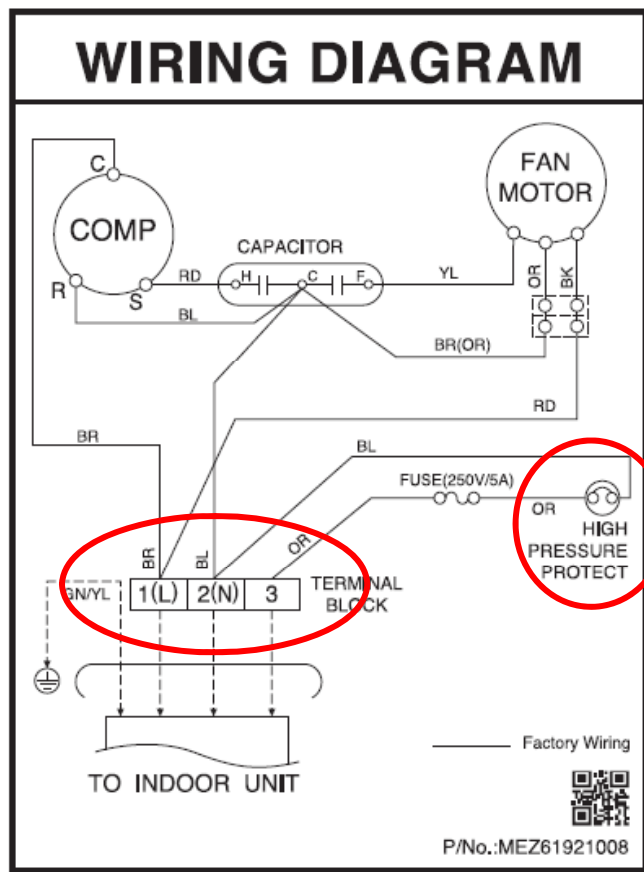 WIRING DIAGRAM
C
COMP
R
S
FAN
MOTOR
CAPACITOR
RD
H
C
F
YL
OR
BK
BL
BR(OR)
RD
BR
BL
FUSE(250V/5A)
OR
HIGH
PRESSURE
PROTECT
BR
BL
OR
GN/YL
1(L)
2(N)
3
TERMINAL
BLOCK
TO INDOOR UNIT
Factory Wiring
P/No.:MEZ61921008